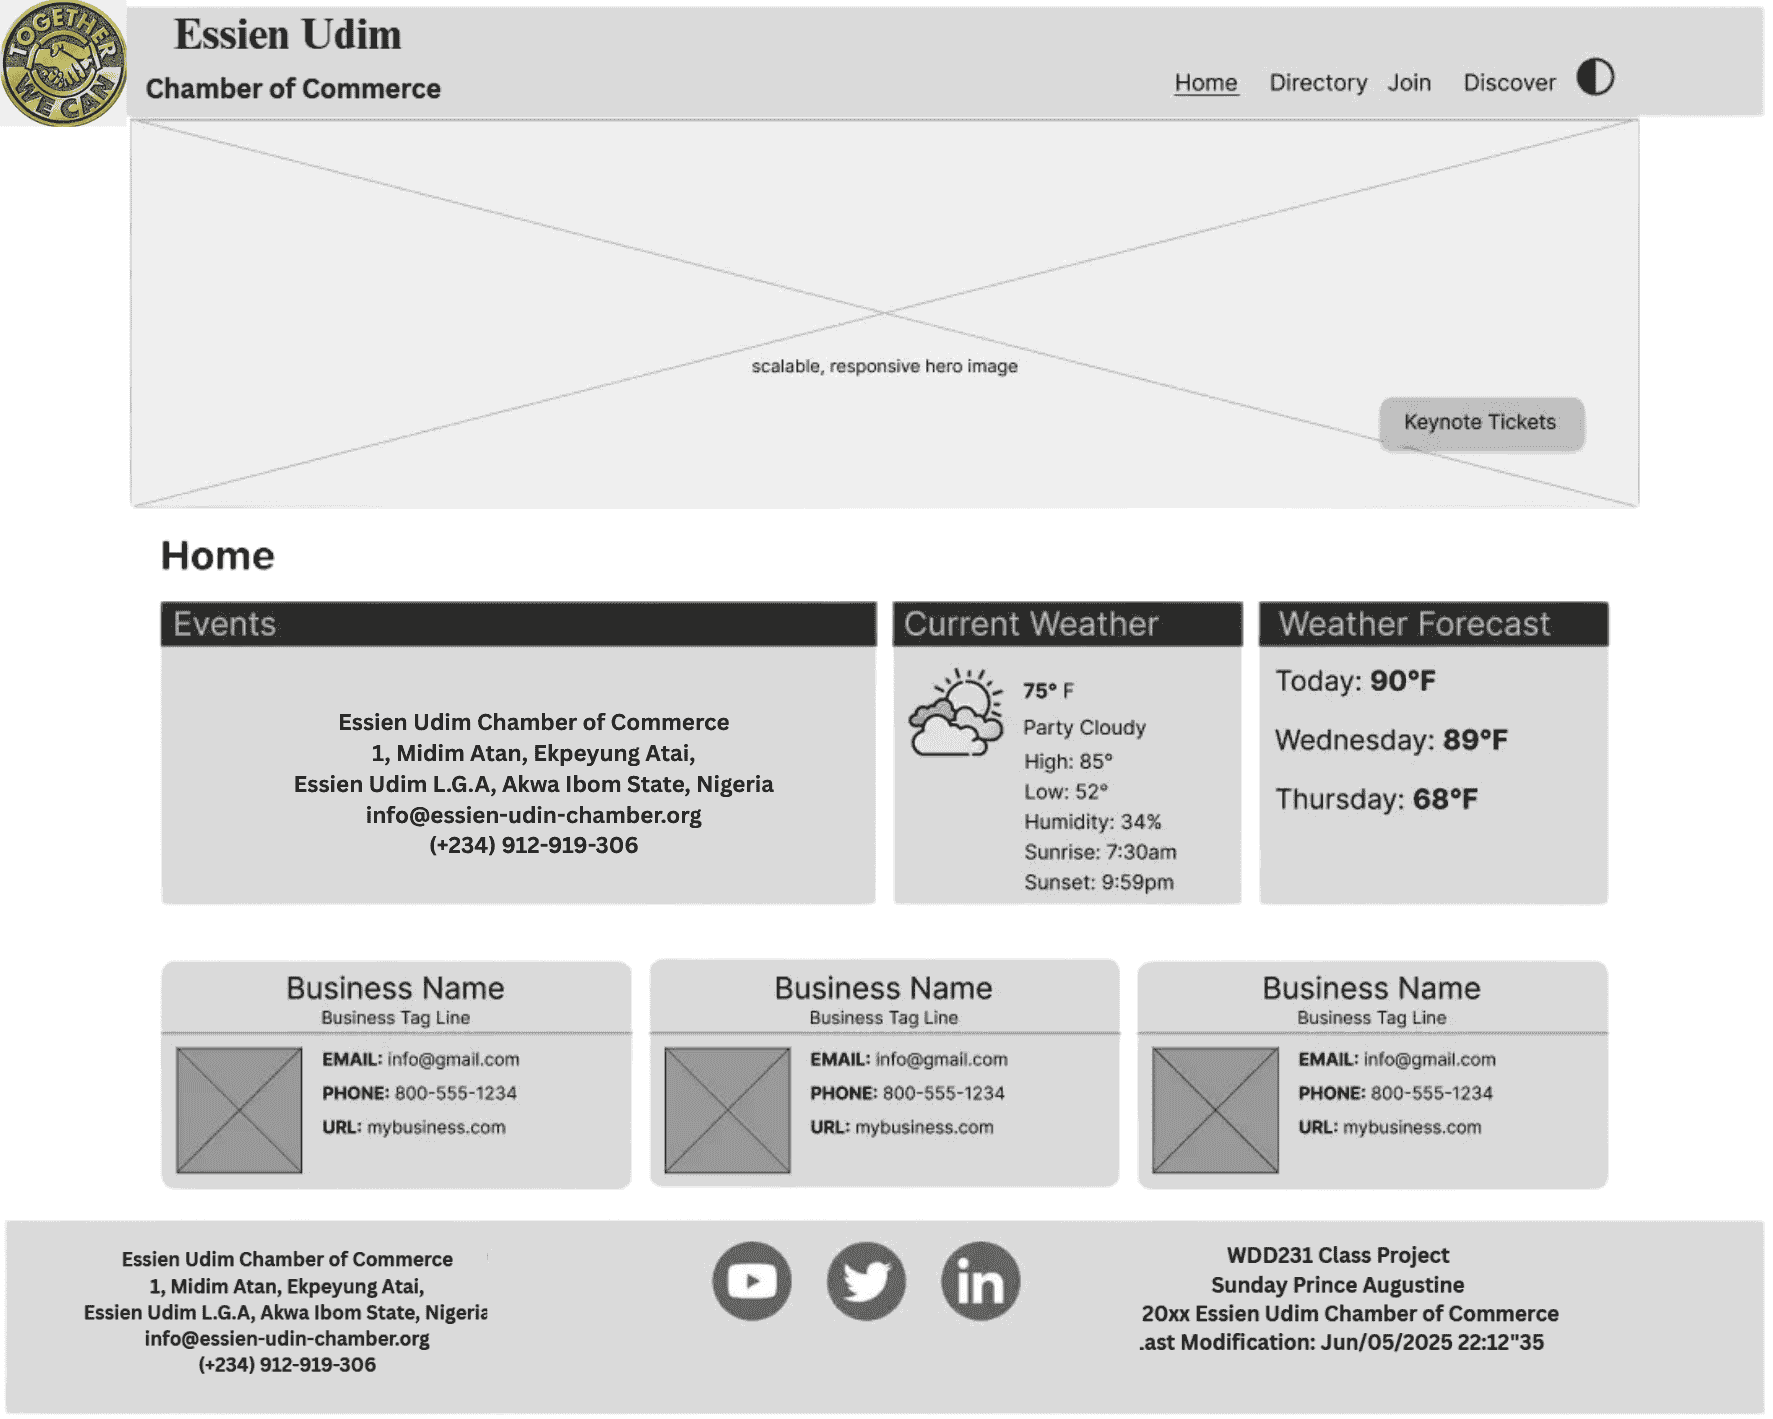 TOGETHER
WE CAN
Essien Udim
Chamber of Commerce
Home Directory Join Discover
scalable, responsive hero image
Keynote Tickets
Home
Events
Essien Udim Chamber of Commerce
1, Midim Atan, Ekpeyung Atai,
Essien Udim L.G.A, Akwa Ibom State, Nigeria
info@essien-udin-chamber.org
(+234) 912-919-306
Current Weather
75° F
Party Cloudy
High: 85°
Low: 52°
Humidity: 34%
Sunrise: 7:30am
Sunset: 9:59pm
Weather Forecast
Today: 90°F
Wednesday: 89°F
Thursday: 68°F
Business Name
Business Tag Line
EMAIL: info@gmail.com
PHONE: 800-555-1234
URL: mybusiness.com
Business Name
Business Tag Line
EMAIL: info@gmail.com
PHONE: 800-555-1234
URL: mybusiness.com
Business Name
Business Tag Line
EMAIL: info@gmail.com
PHONE: 800-555-1234
URL: mybusiness.com
Essien Udim Chamber of Commerce
1, Midim Atan, Ekpeyung Atai,
Essien Udim L.G.A, Akwa Ibom State, Nigeria
info@essien-udin-chamber.org
(+234) 912-919-306
in
WDD231 Class Project
Sunday Prince Augustine
20xx Essien Udim Chamber of Commerce
.ast Modification: Jun/05/2025 22:12"35